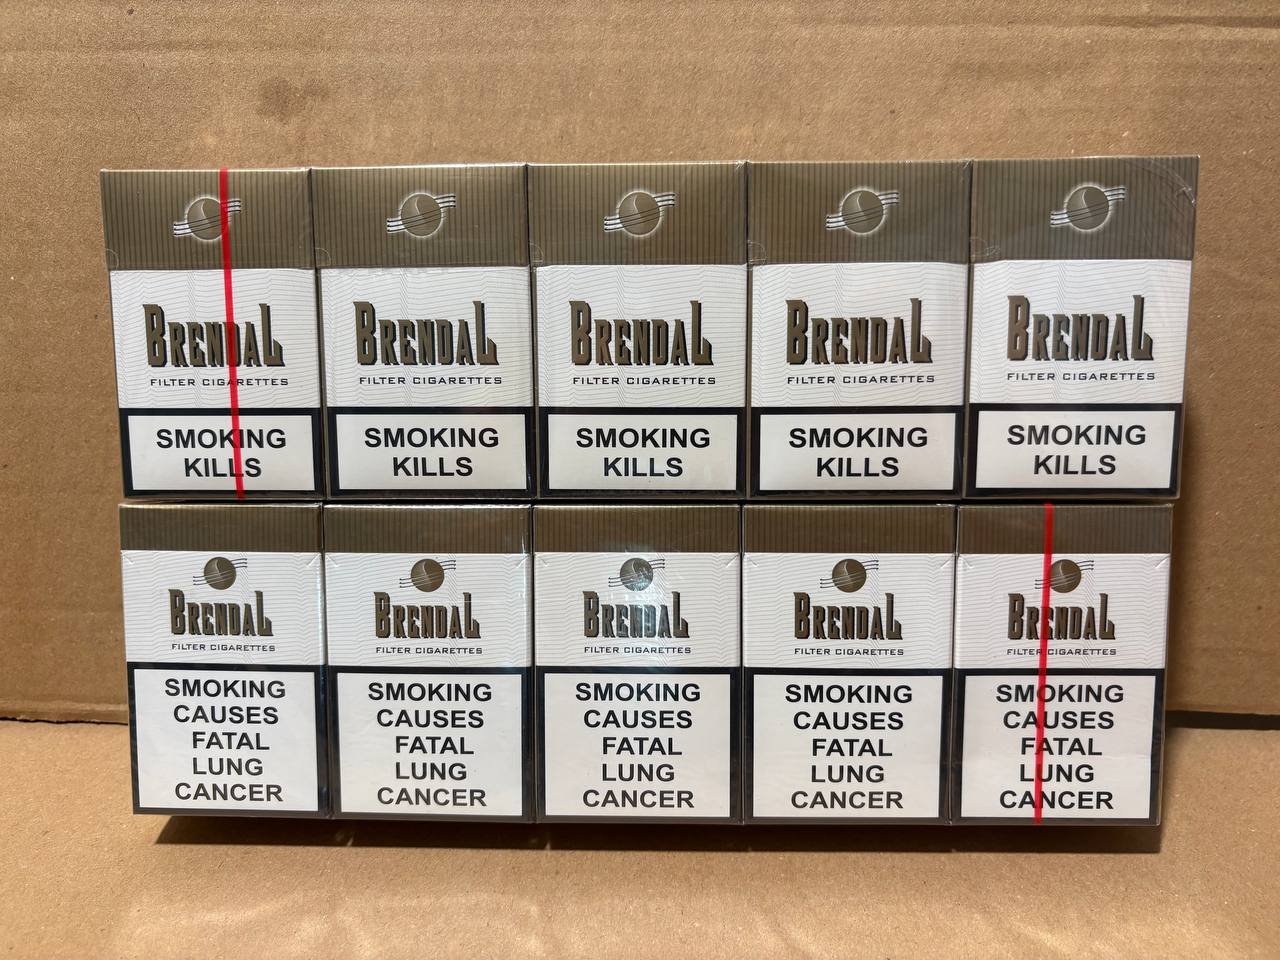 BRENDAL
FILTER CIGARETTES
SMOKING
KILLS
BRENDAL
FILTER CIGARETTES
SMOKING
KILLS
BRENDAL
FILTER CIGARETTES
SMOKING
KILLS
BRENDAL
FILTER CIGARETTES
SMOKING
KILLS
BRENDAL
FILTER CIGARETTES
SMOKING
KILLS
BRENDAL
FILTER CIGARETTES
SMOKING
CAUSES
FATAL
LUNG
CANCER
BRENDAL
FILTER CIGARETTES
SMOKING
CAUSES
FATAL
LUNG
CANCER
BRENDAL
FILTER CIGARETTES
SMOKING
CAUSES
FATAL
LUNG
CANCER
BRENDAL
FILTER CIGARETTES
SMOKING
CAUSES
FATAL
LUNG
CANCER
BRENDAL
FILTER CIGARETTES
SMOKING
CAUSES
FATAL
LUNG
CANCER